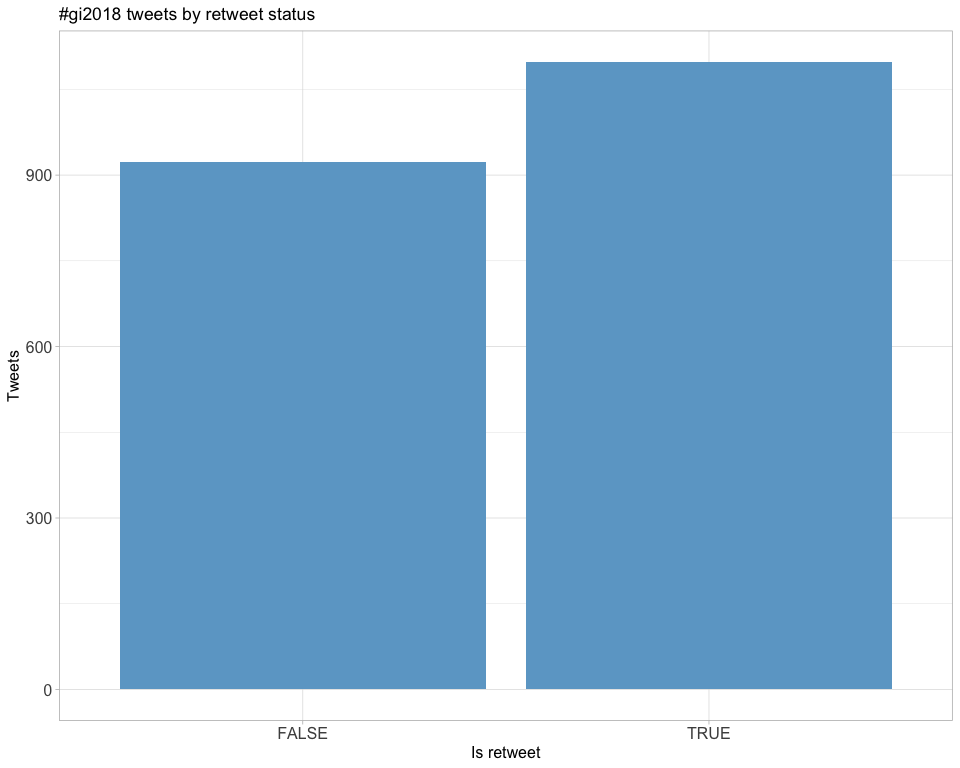 #gi2018 tweets by retweet status
Tweets
900
600
300
0
FALSE TRUE
Is retweet